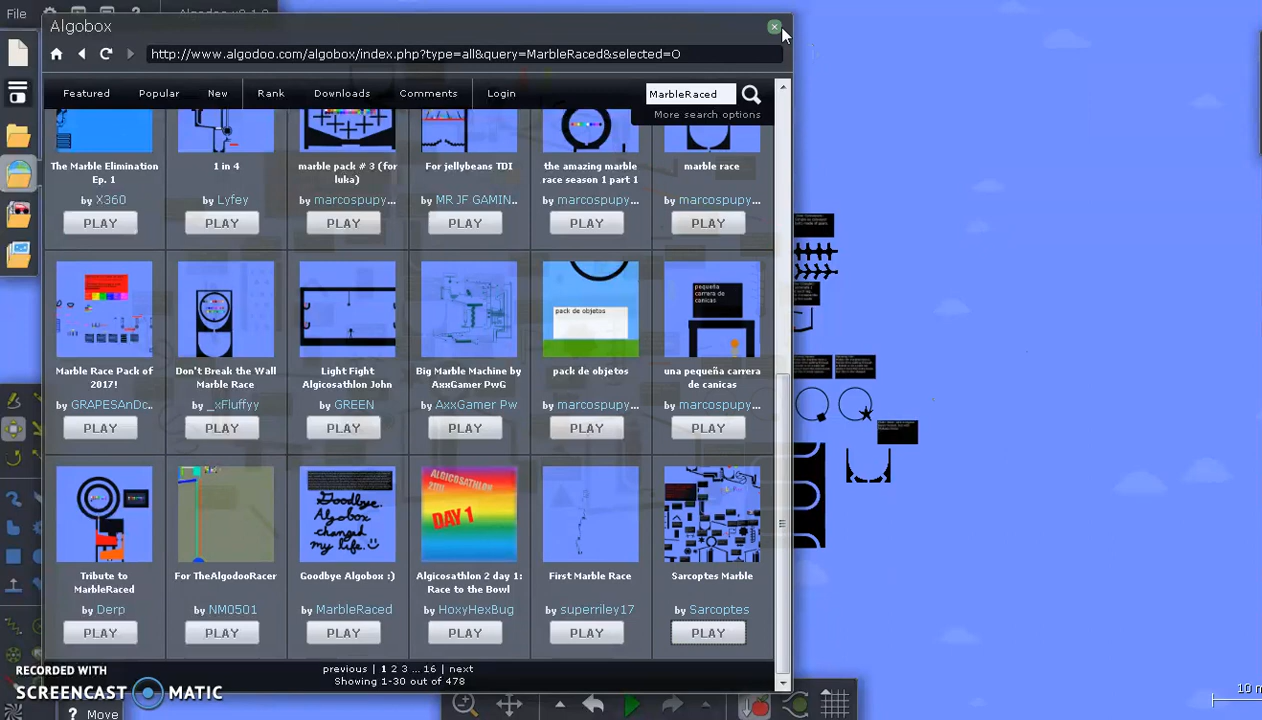 File
Algodoo v2.1.0
Algobox
http://www.algodoo.com/algobox/index.php?type=all&query=MarbleRaced&selected=O
Featured Popular New Rank Downloads Comments Login MarbleRaced
More search options
The Marble Elimination Ep. 1
by X360
PLAY
1 in 4
by Lyfey
PLAY
marble pack # 3 (for luka)
by marcospupy...
PLAY
For jellybeans TDI
by MR JF GAMIN...
PLAY
the amazing marble race season 1 part 1
by marcospupy...
PLAY
marble race
by marcospupy...
PLAY
Marble Race Pack of 2017!
by GRAPESAnDc...
PLAY
Don't Break the Wall Marble Race
by _xFluffyy
PLAY
Light Fight Algicosathlon John
by GREEN
PLAY
Big Marble Machine by AxxGamer PwG
by AxxGamer Pw
PLAY
pack de objetos
pack de objetos
by marcospupy...
PLAY
pequeña
carrera
de
canicas
una pequeña carrera de canicas
by marcospupy...
PLAY
Tribute to MarbleRaced
by Derp
PLAY
For TheAlgodooRacer
by NM0501
PLAY
Goodbye.
Algobox
changed
my life. :)
Goodbye Algobox :)
by MarbleRaced
PLAY
ALGICOSATHLON
2TH
DAY 1
Algicosathlon 2 day 1: Race to the Bowl
by HoxyHexBug
PLAY
First Marble Race
by superriley17
PLAY
Sarcoptes Marble
by Sarcoptes
PLAY
previous | 1 2 3 ... 16 | next
Showing 1-30 out of 478
RECORDED WITH
SCREENCAST MATIC
? Move
10 m